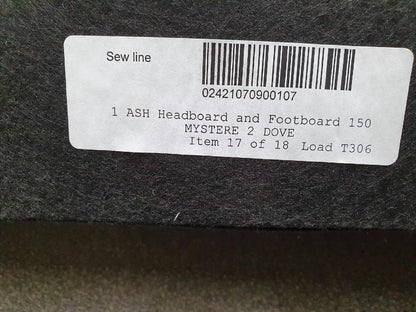 Sew line
02421070900107
1 ASH Headboard and Footboard 150
MYSTERE 2 DOVE
Item 17 of 18 Load T306